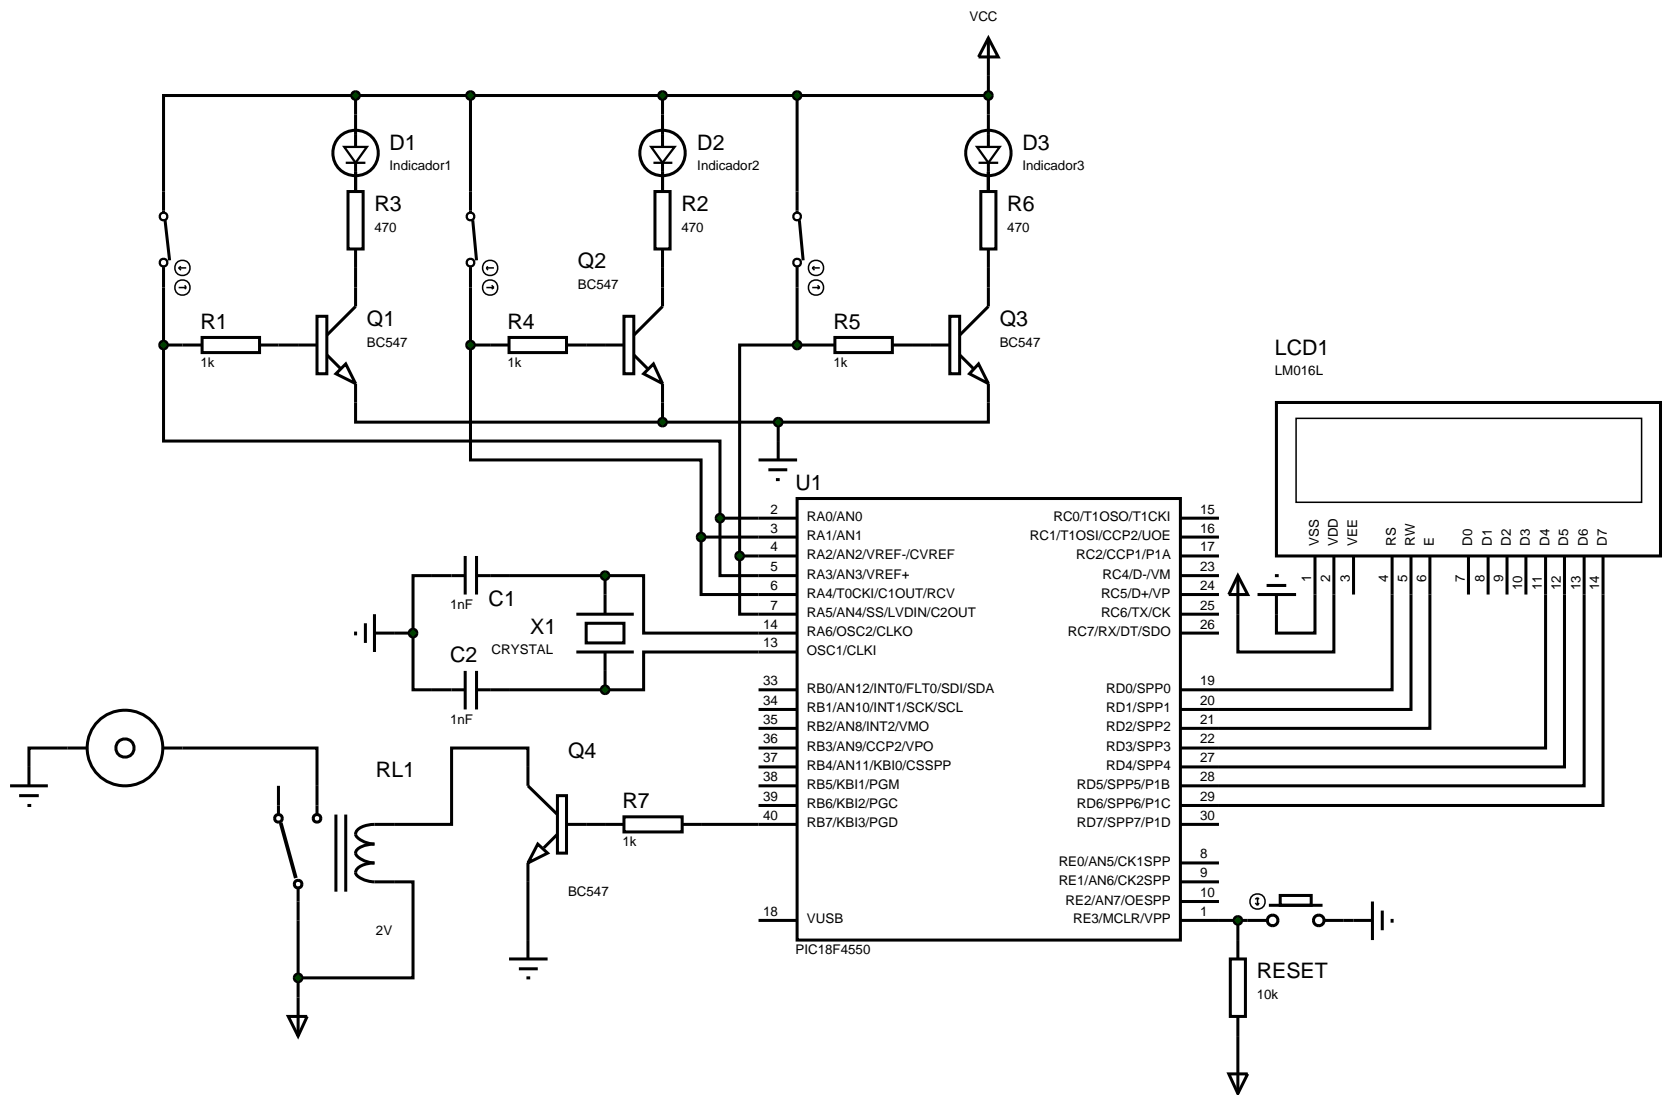 VCC
D1
Indicador1
D2
Indicador2
D3
Indicador3
R3
470
R2
470
R6
470
Q2
BC547
R1
1k
Q1
BC547
R4
1k
R5
1k
Q3
BC547
LCD1
LM016L
VSS
VDD
VEE
RS
RW
E
D0
D1
D2
D3
D4
D5
D6
D7
1
2
3
4
5
6
7
8
9
10
11
12
13
14
U1
2 RA0/AN0
3 RA1/AN1
4 RA2/AN2/VREF-/CVREF
5 RA3/AN3/VREF+
6 RA4/T0CKI/C1OUT/RCV
7 RA5/AN4/SS/LVDIN/C2OUT
14 RA6/OSC2/CLKO
13 OSC1/CLKI
33 RB0/AN12/INT0/FLT0/SDI/SDA
34 RB1/AN10/INT1/SCK/SCL
35 RB2/AN8/INT2/VMO
36 RB3/AN9/CCP2/VPO
37 RB4/AN11/KBI0/CSSPP
38 RB5/KBI1/PGM
39 RB6/KBI2/PGC
40 RB7/KBI3/PGD
18 VUSB
RC0/T1OSO/T1CKI 15
RC1/T1OSI/CCP2/UOE 16
RC2/CCP1/P1A 17
RC4/D-/VM 23
RC5/D+/VP 24
RC6/TX/CK 25
RC7/RX/DT/SDO 26
RD0/SPP0 19
RD1/SPP1 20
RD2/SPP2 21
RD3/SPP3 22
RD4/SPP4 27
RD5/SPP5/P1B 28
RD6/SPP6/P1C 29
RD7/SPP7/P1D 30
RE0/AN5/CK1SPP 8
RE1/AN6/CK2SPP 9
RE2/AN7/OESPP 10
RE3/MCLR/VPP 1
PIC18F4550
C1
1nF
X1
CRYSTAL
C2
1nF
RL1
2V
Q4
BC547
R7
1k
RESET
10k